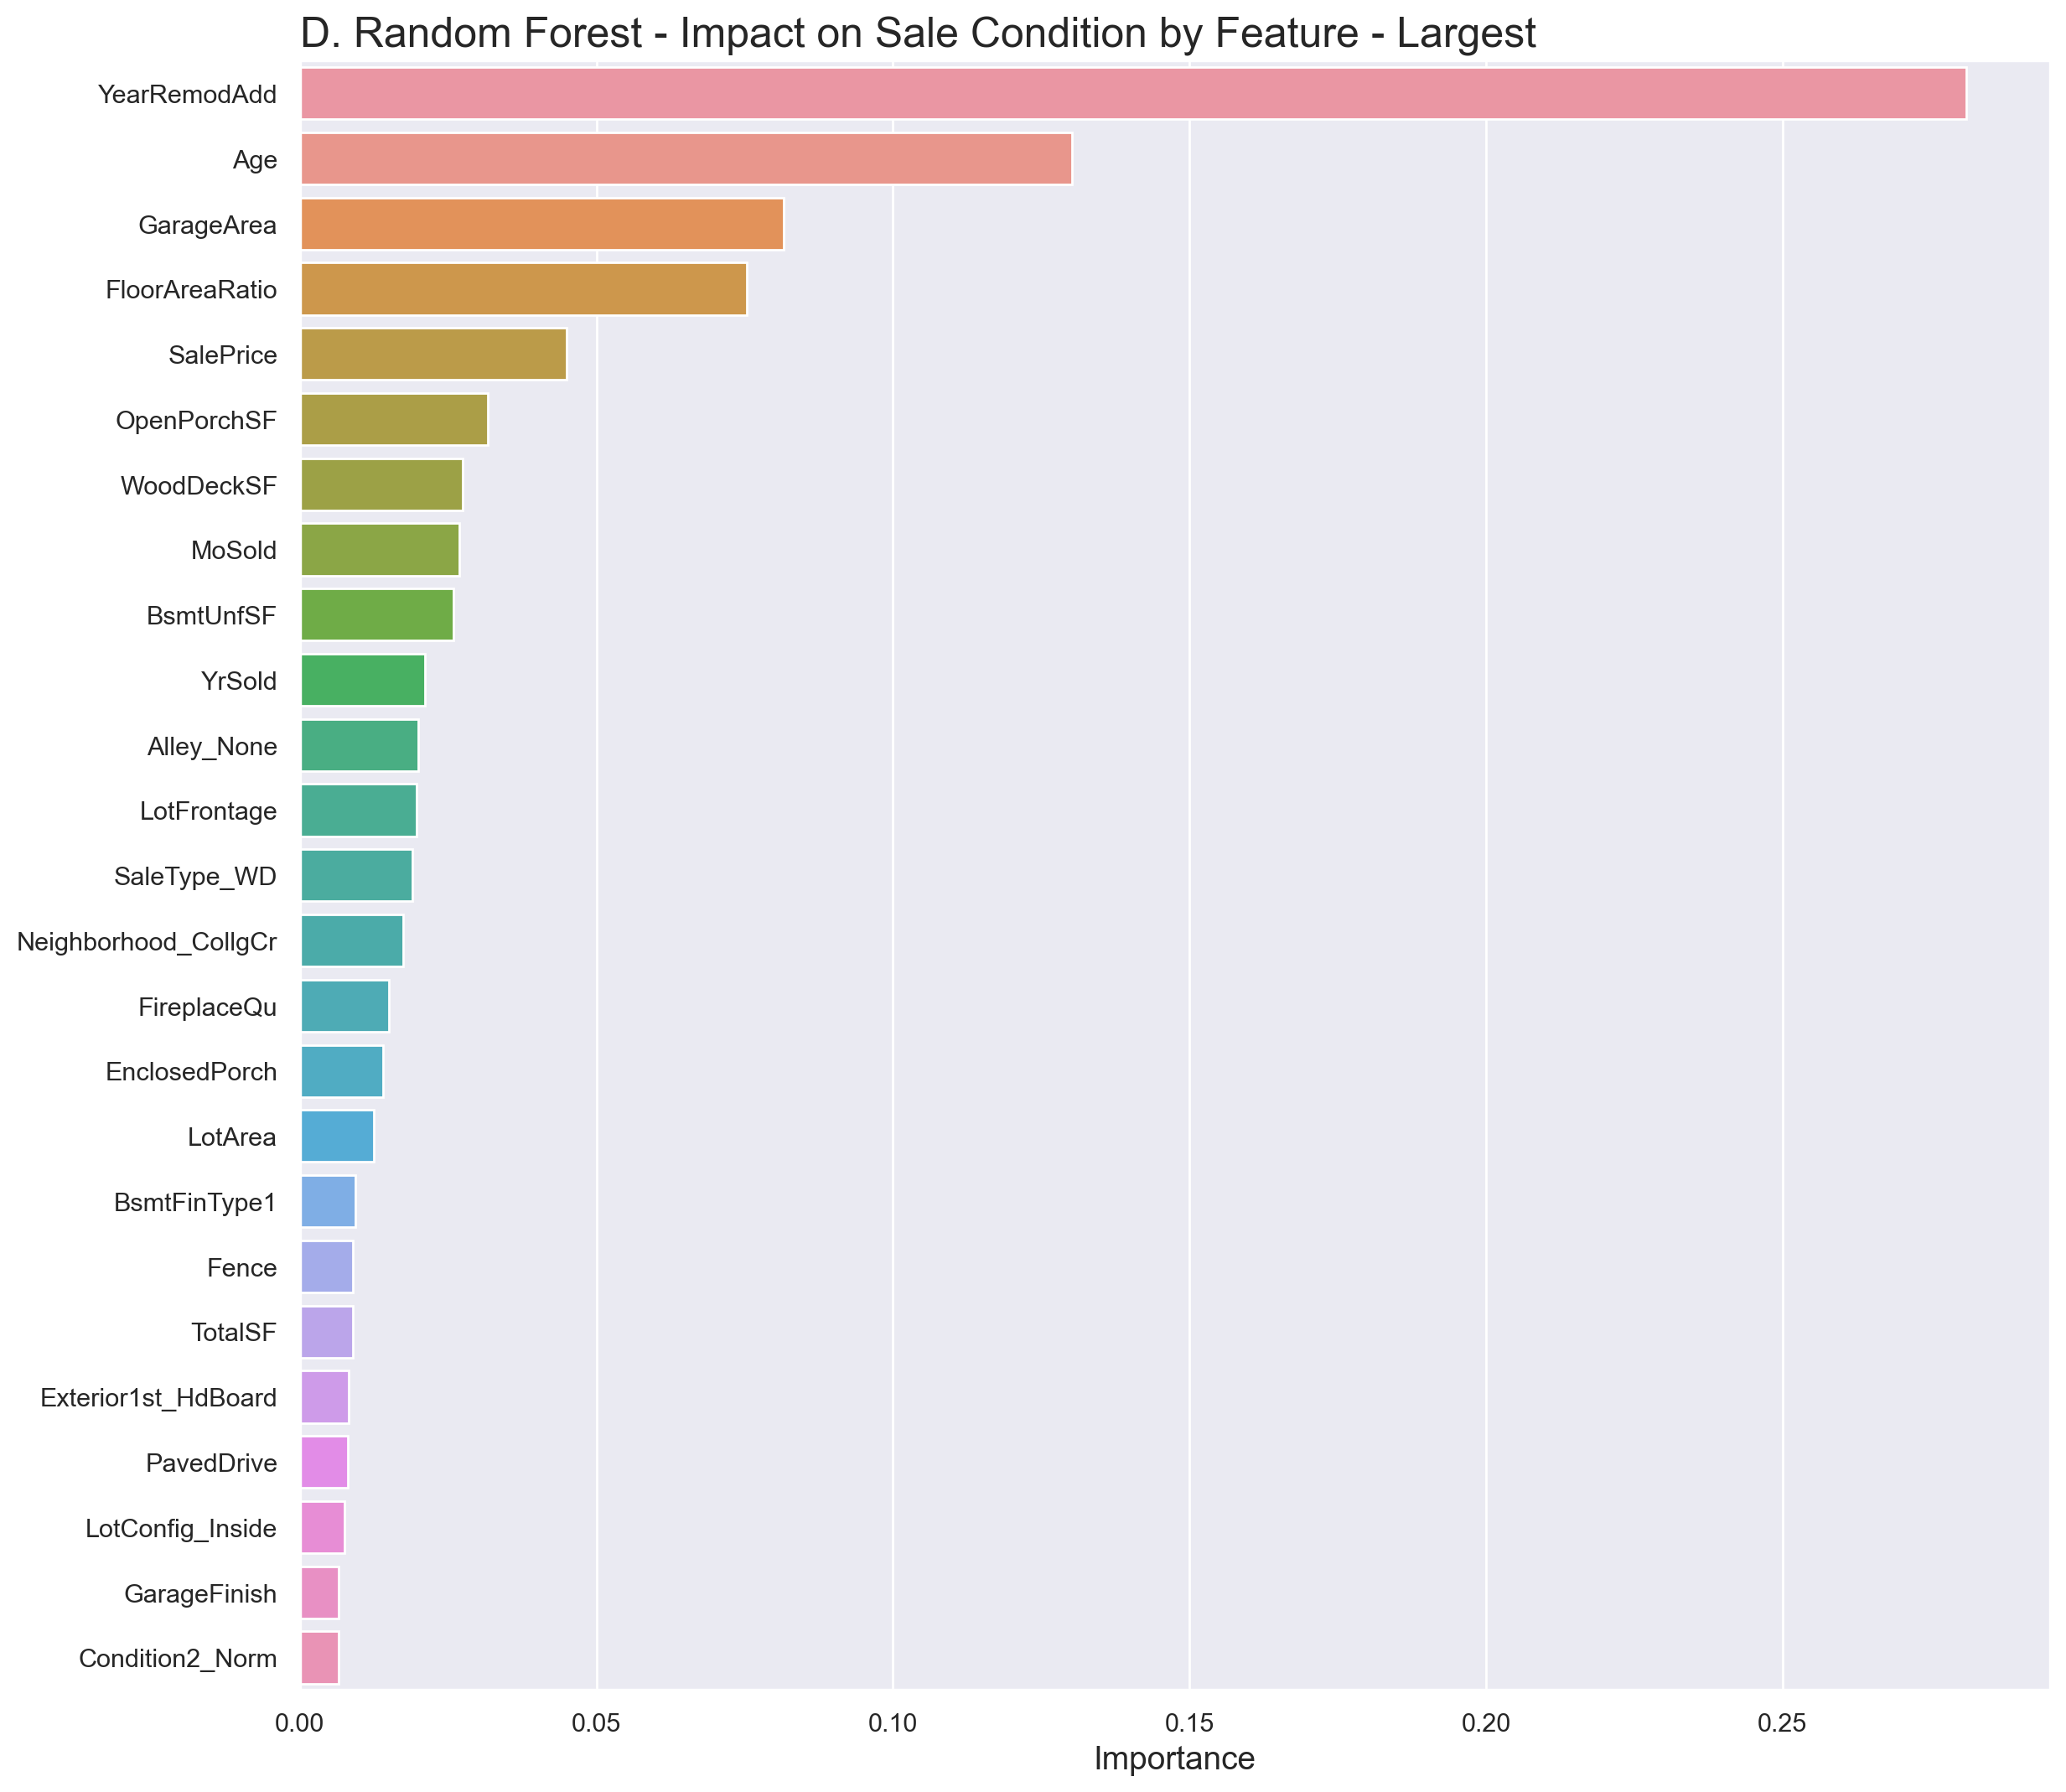 D. Random Forest - Impact on Sale Condition by Feature - Largest
YearRemodAdd
Age
GarageArea
FloorAreaRatio
SalePrice
OpenPorchSF
WoodDeckSF
MoSold
BsmtUnfSF
YrSold
Alley_None
LotFrontage
SaleType_WD
Neighborhood_CollgCr
FireplaceQu
EnclosedPorch
LotArea
BsmtFinType1
Fence
TotalSF
Exterior1st_HdBoard
PavedDrive
LotConfig_Inside
GarageFinish
Condition2_Norm
0.00 0.05 0.10 0.15 0.20 0.25
Importance